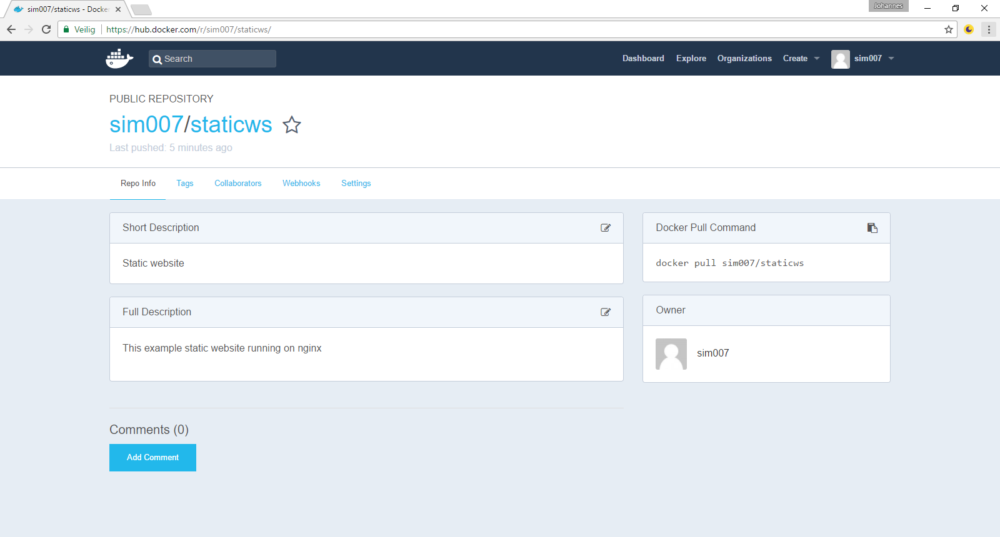 sim007/staticws - Docker
Johannes
Veilig
https://hub.docker.com/r/sim007/staticws/
Search
Dashboard
Explore
Organizations
Create
sim007
PUBLIC REPOSITORY
sim007/staticws
Last pushed: 5 minutes ago
Repo Info
Tags
Collaborators
Webhooks
Settings
Short Description
Static website
Full Description
This example static website running on nginx
Docker Pull Command
docker pull sim007/staticws
Owner
sim007
Comments (0)
Add Comment